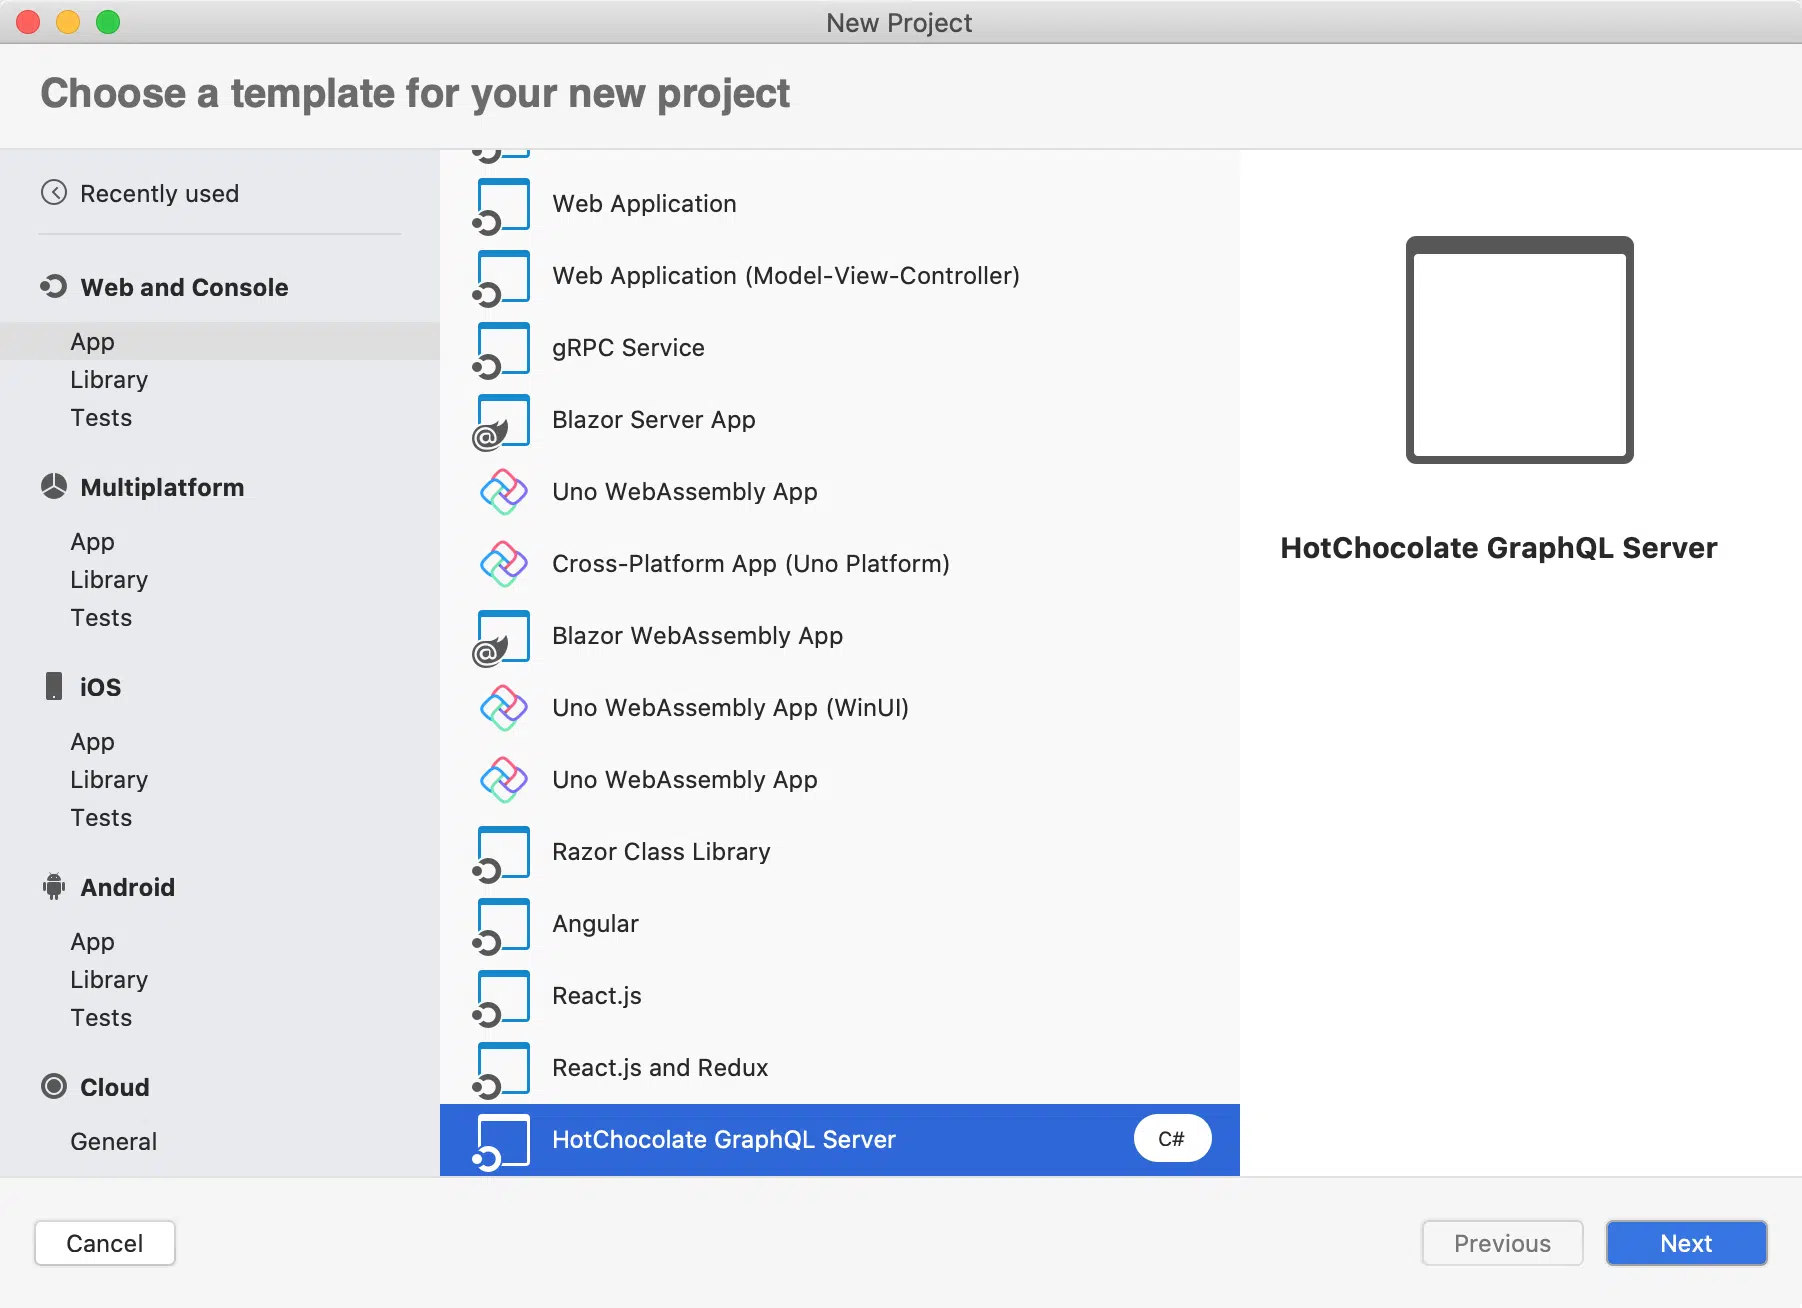 New Project
Choose a template for your new project
Recently used
Web and Console
App
Library
Tests
Multiplatform
App
Library
Tests
iOS
App
Library
Tests
Android
App
Library
Tests
Cloud
General
Web Application
Web Application (Model-View-Controller)
gRPC Service
Blazor Server App
Uno WebAssembly App
Cross-Platform App (Uno Platform)
Blazor WebAssembly App
Uno WebAssembly App (WinUI)
Uno WebAssembly App
Razor Class Library
Angular
React.js
React.js and Redux
HotChocolate GraphQL Server C#
HotChocolate GraphQL Server
Cancel
Previous
Next